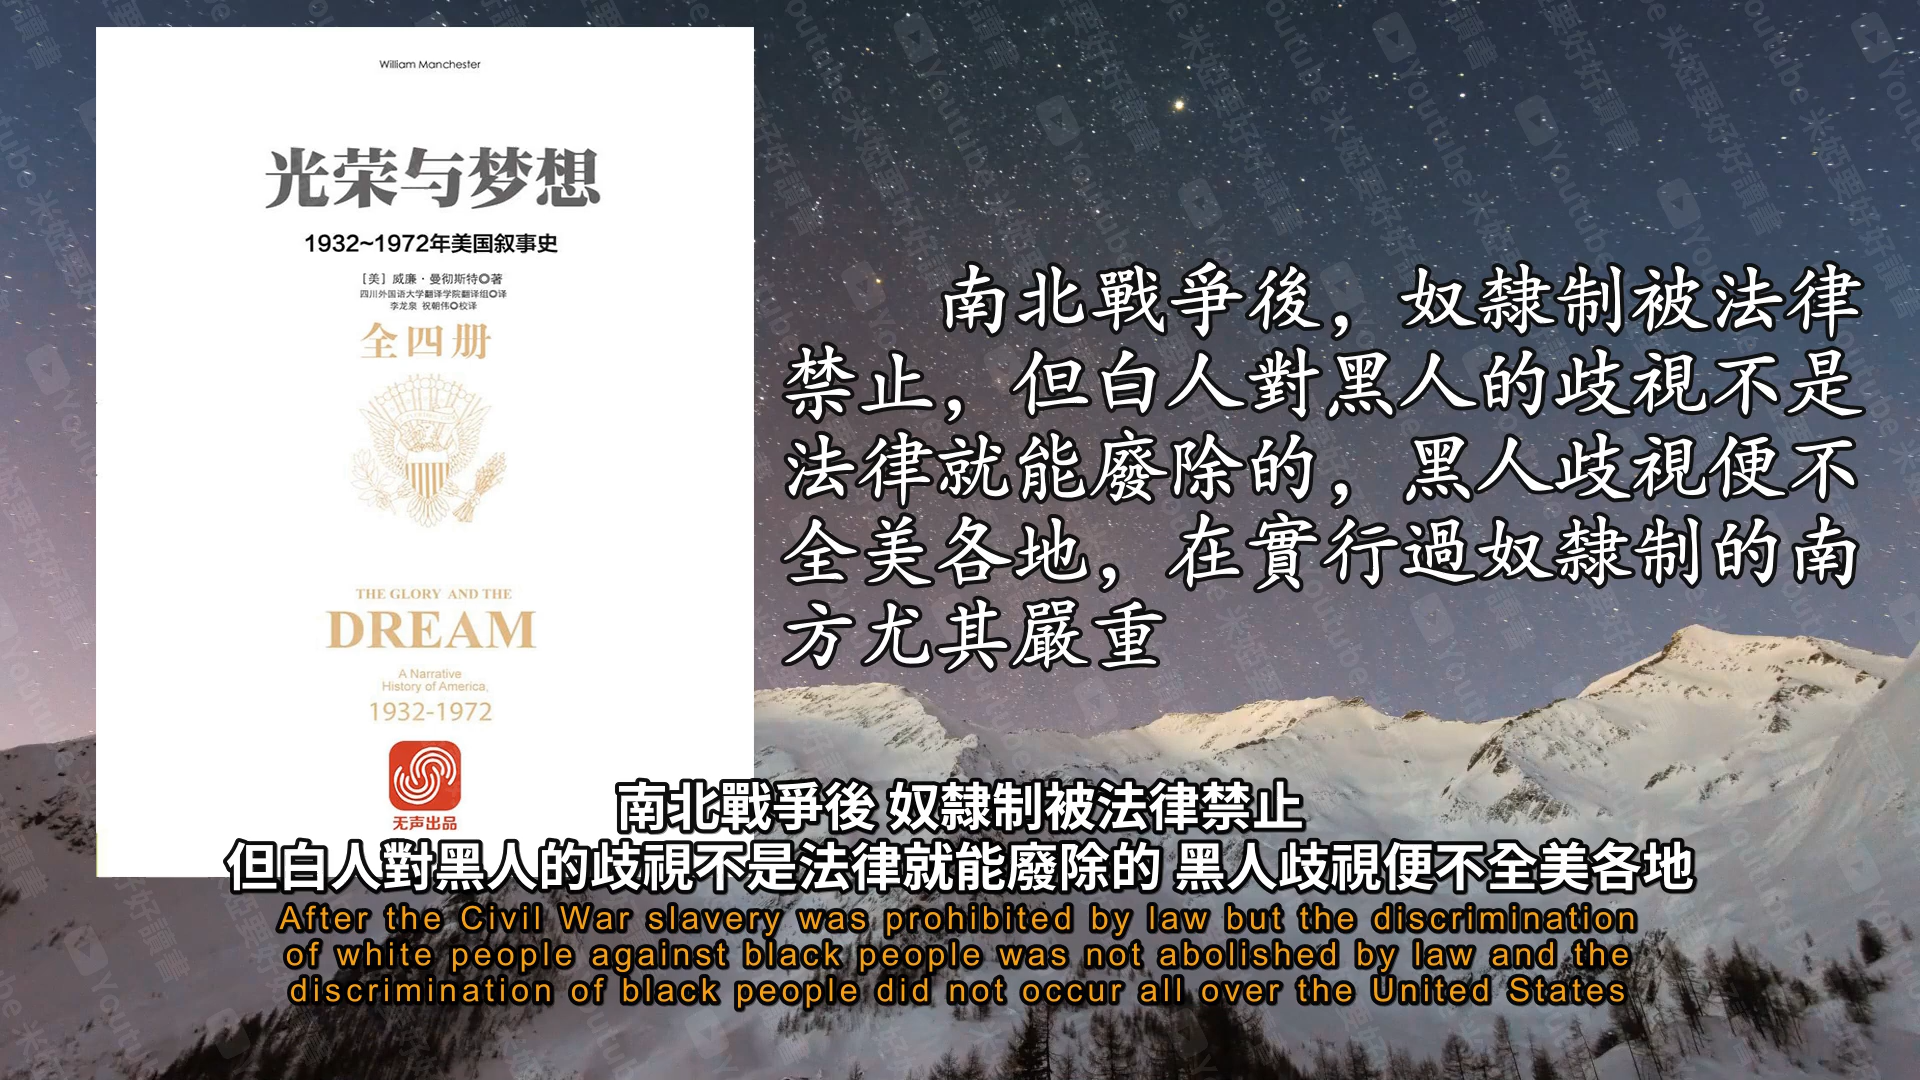 William Manchester
光荣与梦想
1932~1972年美国叙事史
[美] 威廉·曼彻斯特◎著
四川外国语大学翻译学院翻译组◎译
李龙泉 祝朝伟◎校译
全四册
THE GLORY AND THE
DREAM
A Narrative
History of America,
1932-1972
无声出品
南北戰爭後，奴隸制被法律
禁止，但白人對黑人的歧視不是
法律就能廢除的，黑人歧視便不
全美各地，在實行過奴隸制的南
方尤其嚴重
南北戰爭後 奴隸制被法律禁止
但白人對黑人的歧視不是法律就能廢除的 黑人歧視便不全美各地
After the Civil War slavery was prohibited by law but the discrimination
of white people against black people was not abolished by law and the
discrimination of black people did not occur all over the United States
Youtube 米婭要好好讀書